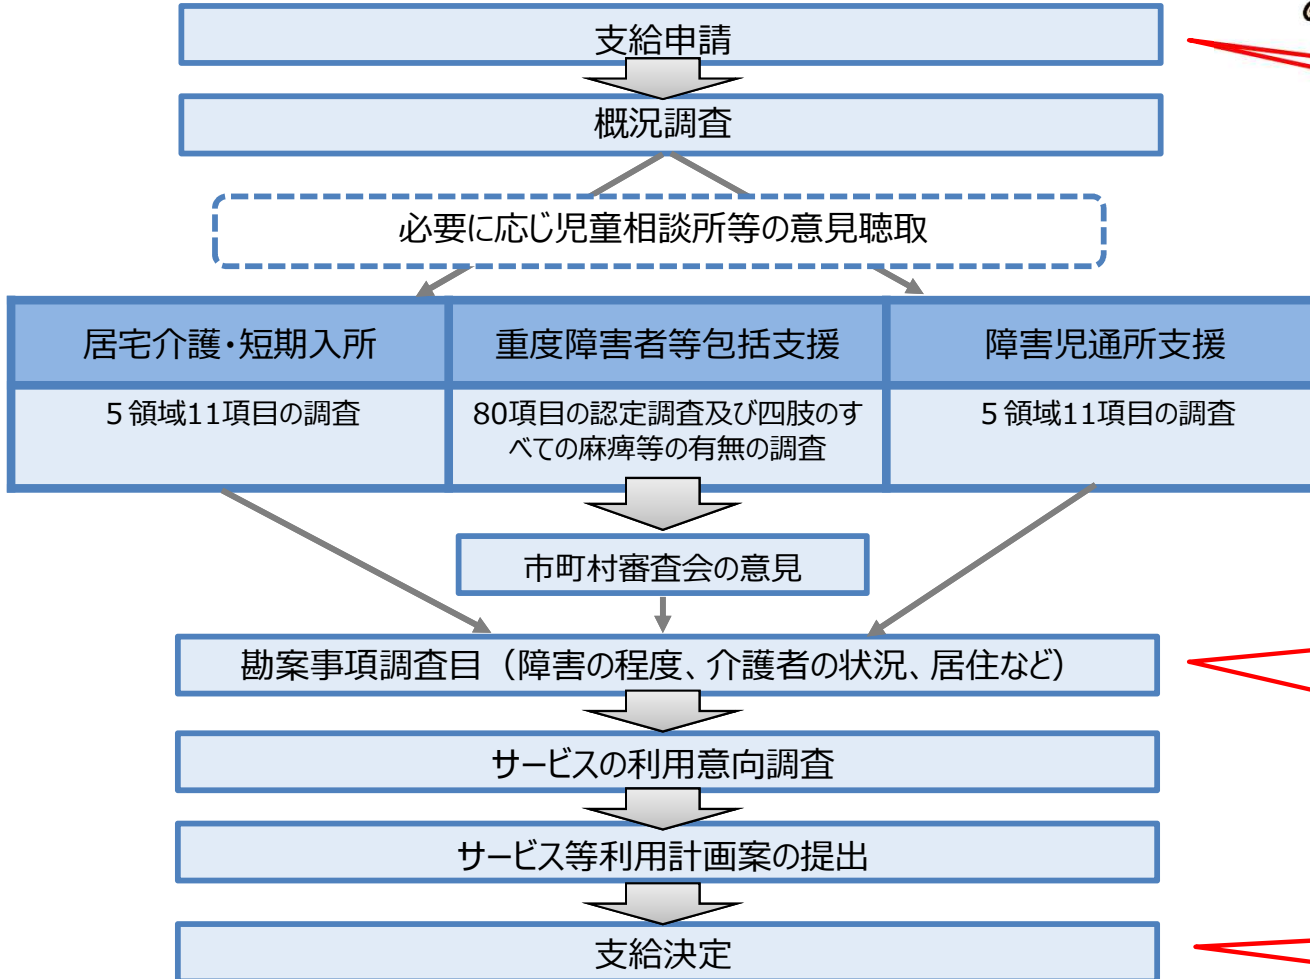 支給申請
概況調査
必要に応じ児童相談所等の意見聴取
居宅介護・短期入所
重度障害者等包括支援
障害児通所支援
５領域11項目の調査
80項目の認定調査及び四肢のす
べての麻痺等の有無の調査
５領域11項目の調査
市町村審査会の意見
勘案事項調査目（障害の程度、介護者の状況、居住など）
サービスの利用意向調査
サービス等利用計画案の提出
支給決定